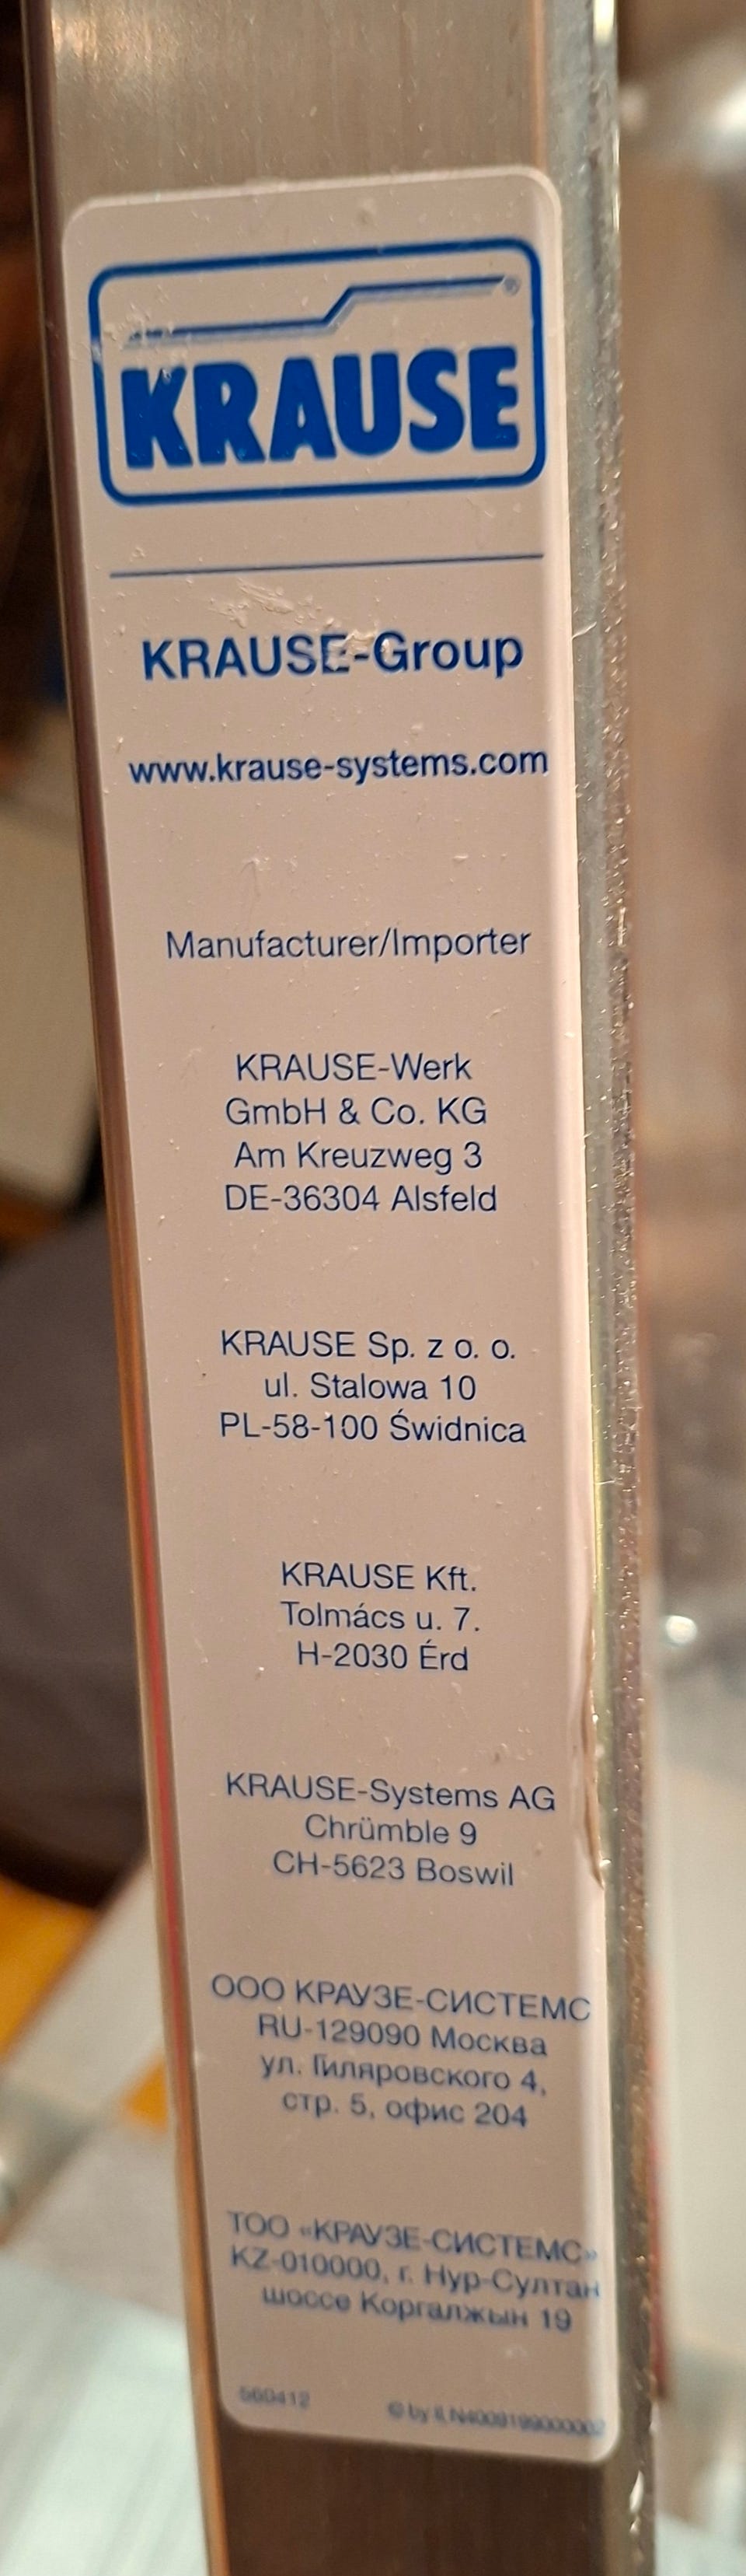 KRAUSE
KRAUSE-Group
www.krause-systems.com
Manufacturer/Importer
KRAUSE-Werk
GmbH & Co. KG
Am Kreuzweg 3
DE-36304 Alsfeld
KRAUSE Sp. z o. o.
ul. Stalowa 10
PL-58-100 Świdnica
KRAUSE Kft.
Tolmács u. 7.
H-2030 Érd
KRAUSE-Systems AG
Chrümble 9
CH-5623 Boswil
ООО КРАУЗЕ-СИСТЕМС
RU-129090 Москва
ул. Гиляровского 4,
стр. 5, офис 204
ТОО «КРАУЗЕ-СИСТЕМС»
KZ-010000, г. Нур-Султан
шоссе Коргалжын 19
560412 © by